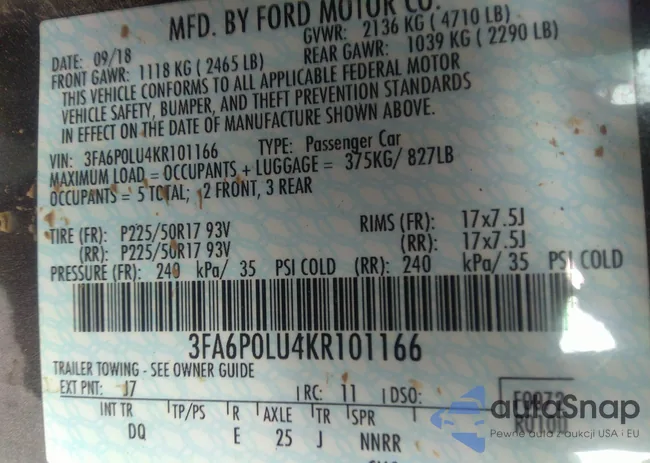 MFD. BY FORD MOTOR CO.
DATE: 09/18 GVWR: 2136 KG ( 4710 LB)
FRONT GAWR: 1118 KG ( 2465 LB) REAR GAWR: 1039 KG ( 2290 LB)
THIS VEHICLE CONFORMS TO ALL APPLICABLE FEDERAL MOTOR
VEHICLE SAFETY, BUMPER, AND THEFT PREVENTION STANDARDS
IN EFFECT ON THE DATE OF MANUFACTURE SHOWN ABOVE.
VIN: 3FA6P0LU4KR101166 TYPE: Passenger Car
MAXIMUM LOAD = OCCUPANTS + LUGGAGE = 375KG/ 827LB
OCCUPANTS = 5 TOTAL; 2 FRONT, 3 REAR
TIRE (FR): P225/50R17 93V RIMS (FR): 17x7.5J
(RR): P225/50R17 93V (RR): 17x7.5J
PRESSURE (FR): 240 kPa/ 35 PSI COLD (RR): 240 kPa/ 35 PSI COLD
3FA6P0LU4KR101166
TRAILER TOWING - SEE OWNER GUIDE
EXT PNT: J7 RC: 11 DSO:
INT TR TP/PS R AXLE TR SPR
DQ E 25 J NNRR
autaSnap
Pewne auta z aukcji USA i EU